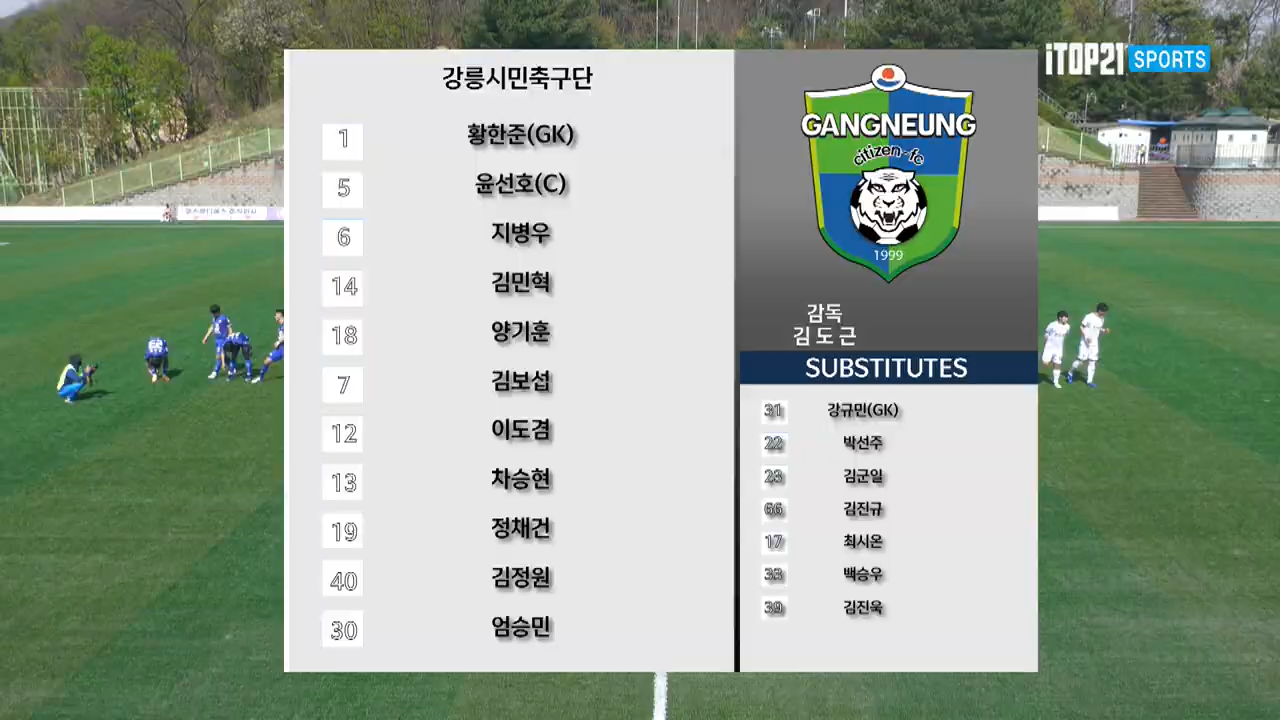 iTOP21 SPORTS
강릉시민축구단
1 황한준(GK)
5 윤선호(C)
6 지병우
14 김민혁
18 양기훈
7 김보섭
12 이도겸
13 차승현
19 정채건
40 김정원
30 엄승민
GANGNEUNG
citizen-fc
1999
감독
김 도 근
SUBSTITUTES
31 강규민(GK)
22 박선주
23 김군일
66 김진규
17 최시온
33 백승우
39 김진욱